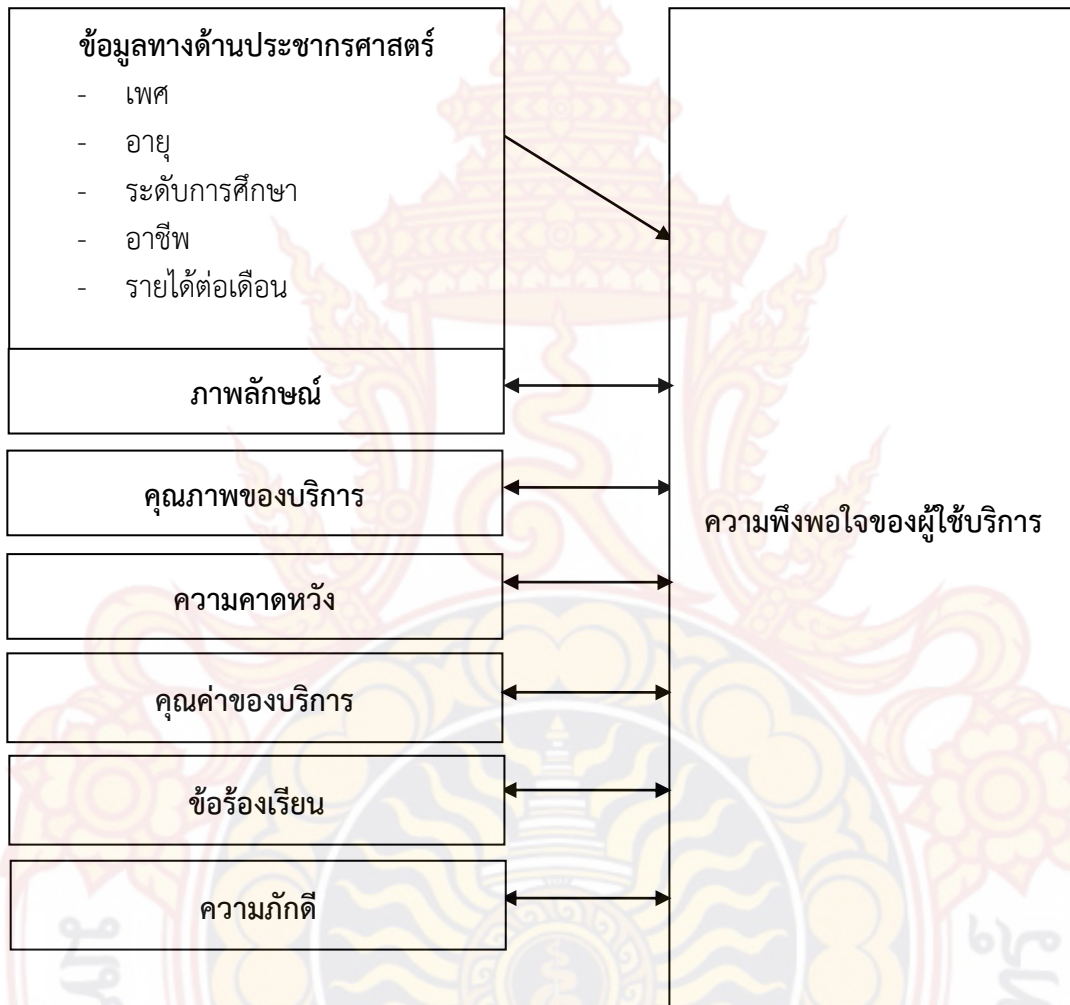 ข้อมูลทางด้านประชากรศาสตร์
- เพศ
- อายุ
- ระดับการศึกษา
- อาชีพ
- รายได้ต่อเดือน
ภาพลักษณ์
คุณภาพของบริการ
ความคาดหวัง
คุณค่าของบริการ
ข้อร้องเรียน
ความภักดี
ความพึงพอใจของผู้ใช้บริการ